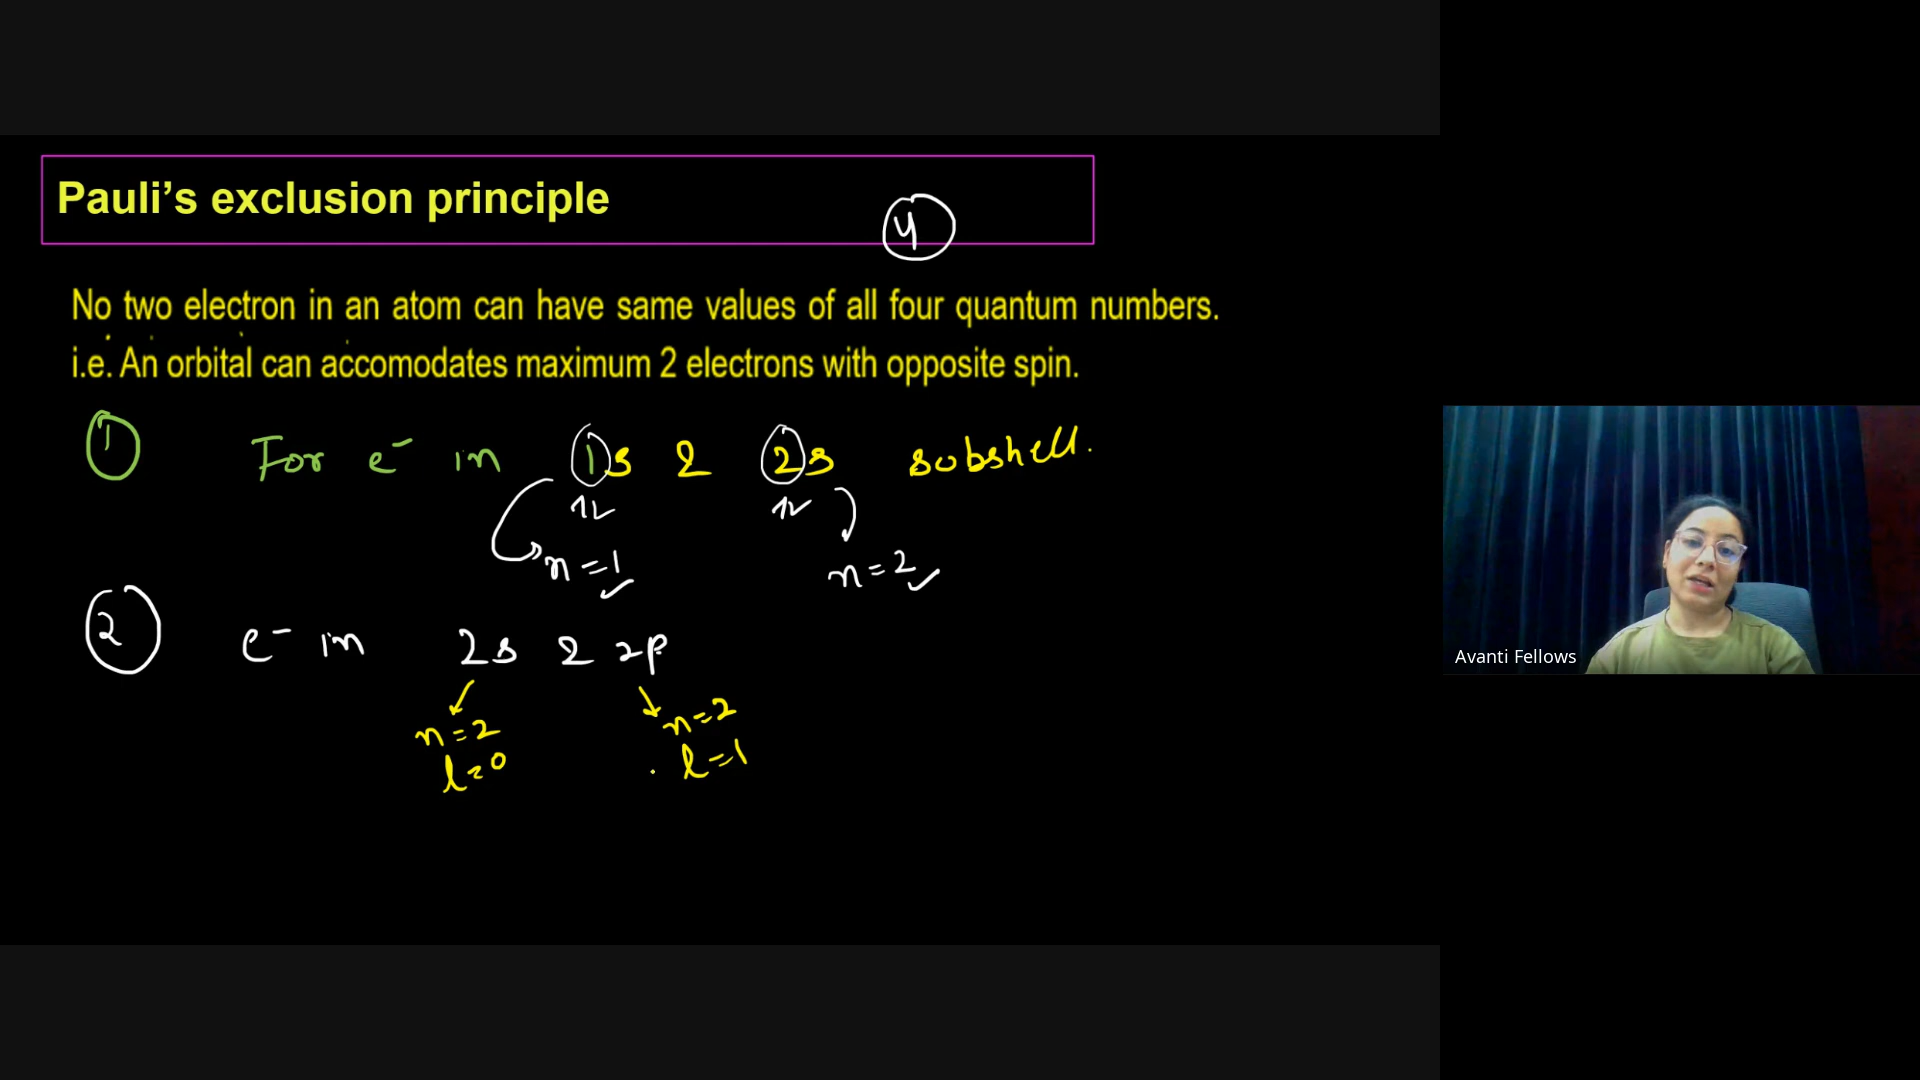 Pauli's exclusion principle
4
No two electron in an atom can have same values of all four quantum numbers.
i.e. An orbital can accomodates maximum 2 electrons with opposite spin.
1 For e⁻ in 1s & 2s subshell.
↑↓ ↑↓
n=1 ✓ n=2 ✓
2 e⁻ in 2s & 2p
n=2 n=2
l=0 l=1
Avanti Fellows